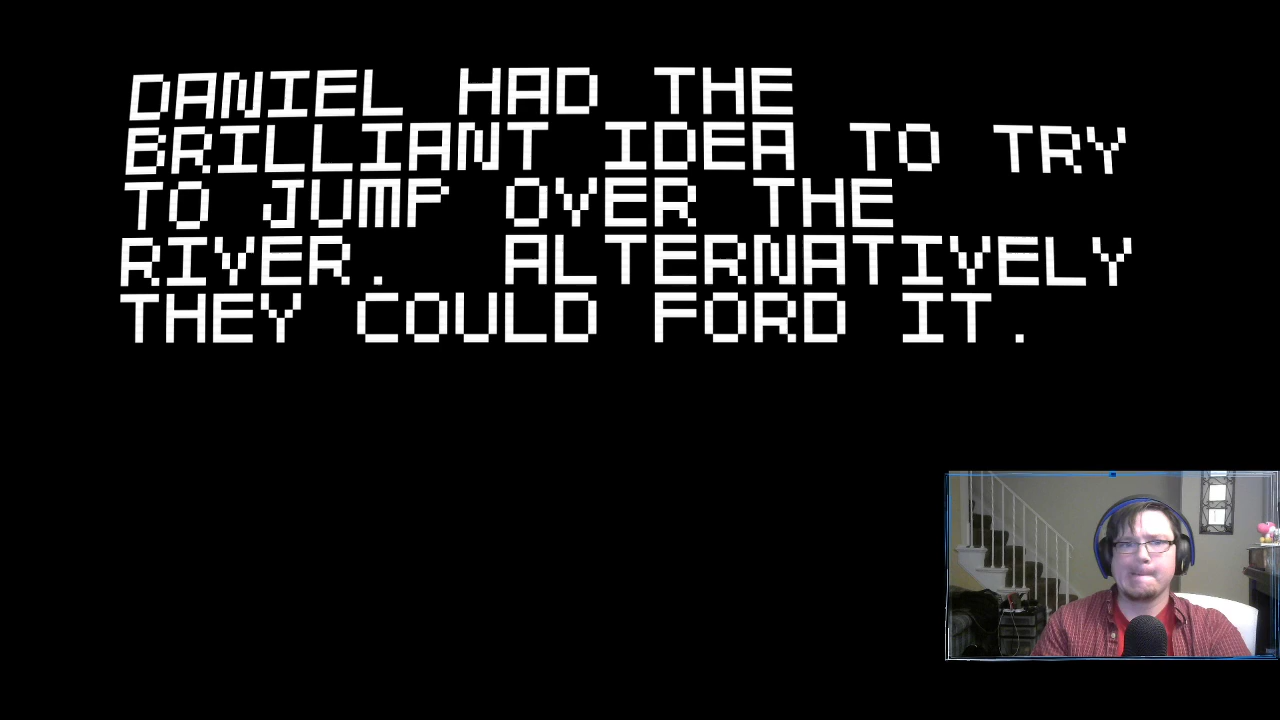 DANIEL HAD THE
BRILLIANT IDEA TO TRY
TO JUMP OVER THE
RIVER.  ALTERNATIVELY
THEY COULD FORD IT.